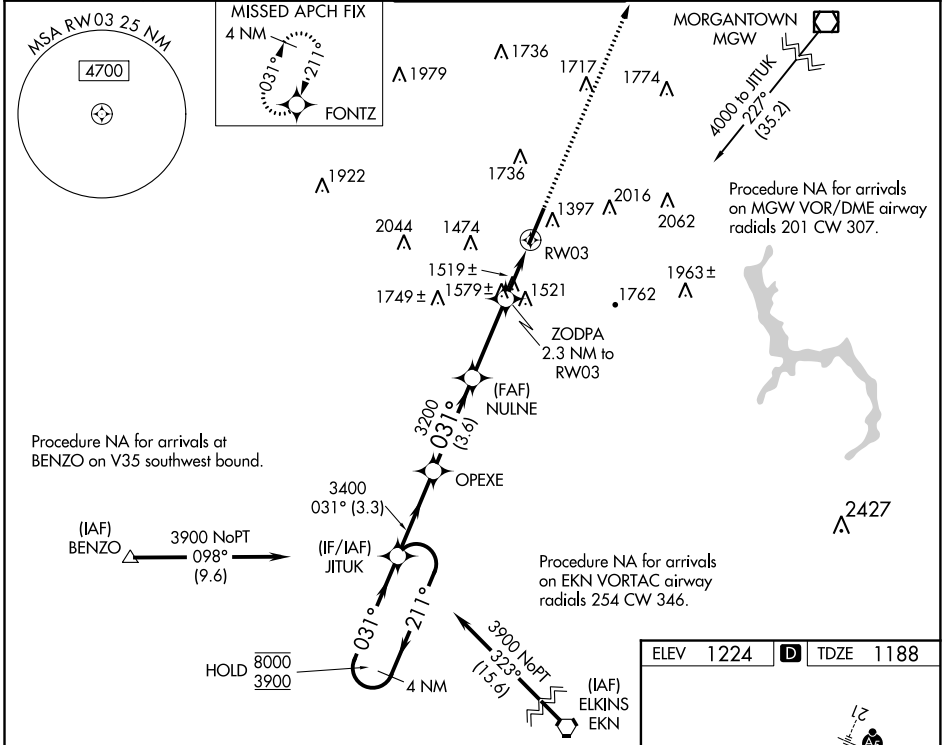 MSA RW03 25 NM
4700
MISSED APCH FIX
4 NM
031°
211°
FONTZ
1979
1736
1717
1774
MORGANTOWN
MGW
4000 to JITUK
227°
(35.2)
1922
1736
2044
1474
1397
2016
2062
RW03
Procedure NA for arrivals
on MGW VOR/DME airway
radials 201 CW 307.
1519 ±
1749 ±
1579 ±
1521
1762
1963 ±
ZODPA
2.3 NM to
RW03
(FAF)
NULNE
3200
031°
(3.6)
Procedure NA for arrivals at
BENZO on V35 southwest bound.
OPEXE
3400
031° (3.3)
2427
(IAF)
BENZO
3900 NoPT
098°
(9.6)
(IF/IAF)
JITUK
Procedure NA for arrivals
on EKN VORTAC airway
radials 254 CW 346.
031°
211°
HOLD 8000
3900
4 NM
3900 NoPT
323°
(15.6)
(IAF)
ELKINS
EKN
ELEV 1224 D TDZE 1188
21
A5